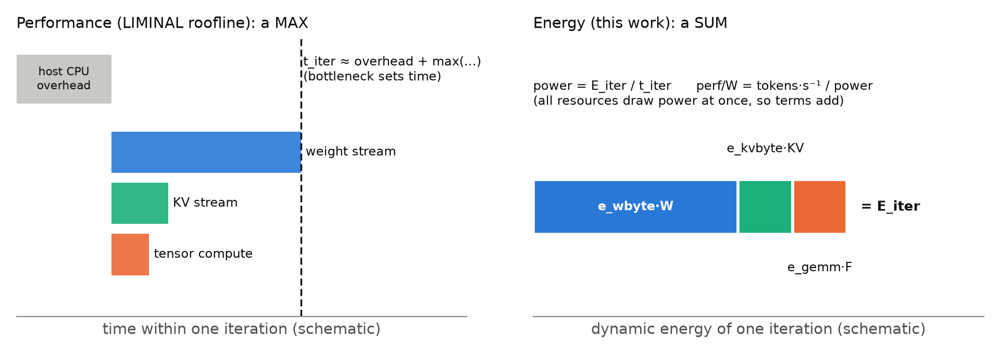 Performance (LIMINAL roofline): a MAX
host CPU
overhead
t_iter ≈ overhead + max(...)
(bottleneck sets time)
weight stream
KV stream
tensor compute
time within one iteration (schematic)
Energy (this work): a SUM
power = E_iter / t_iter perf/W = tokens·s⁻¹ / power
(all resources draw power at once, so terms add)
e_kvbyte·KV
e_wbyte·W
= E_iter
e_gemm·F
dynamic energy of one iteration (schematic)